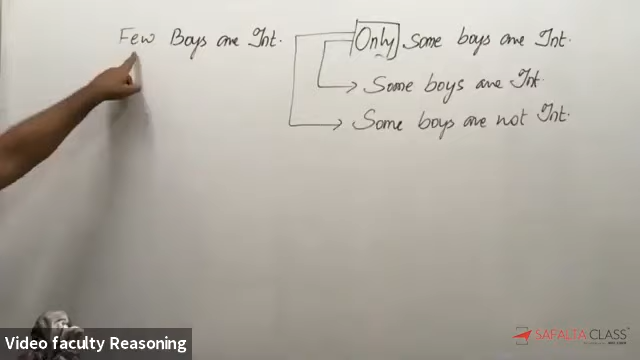 Few Boys are Int.
Only Some boys are Int.
Some boys are Int.
Some boys are not Int.
Video faculty Reasoning
SAFALTA CLASS